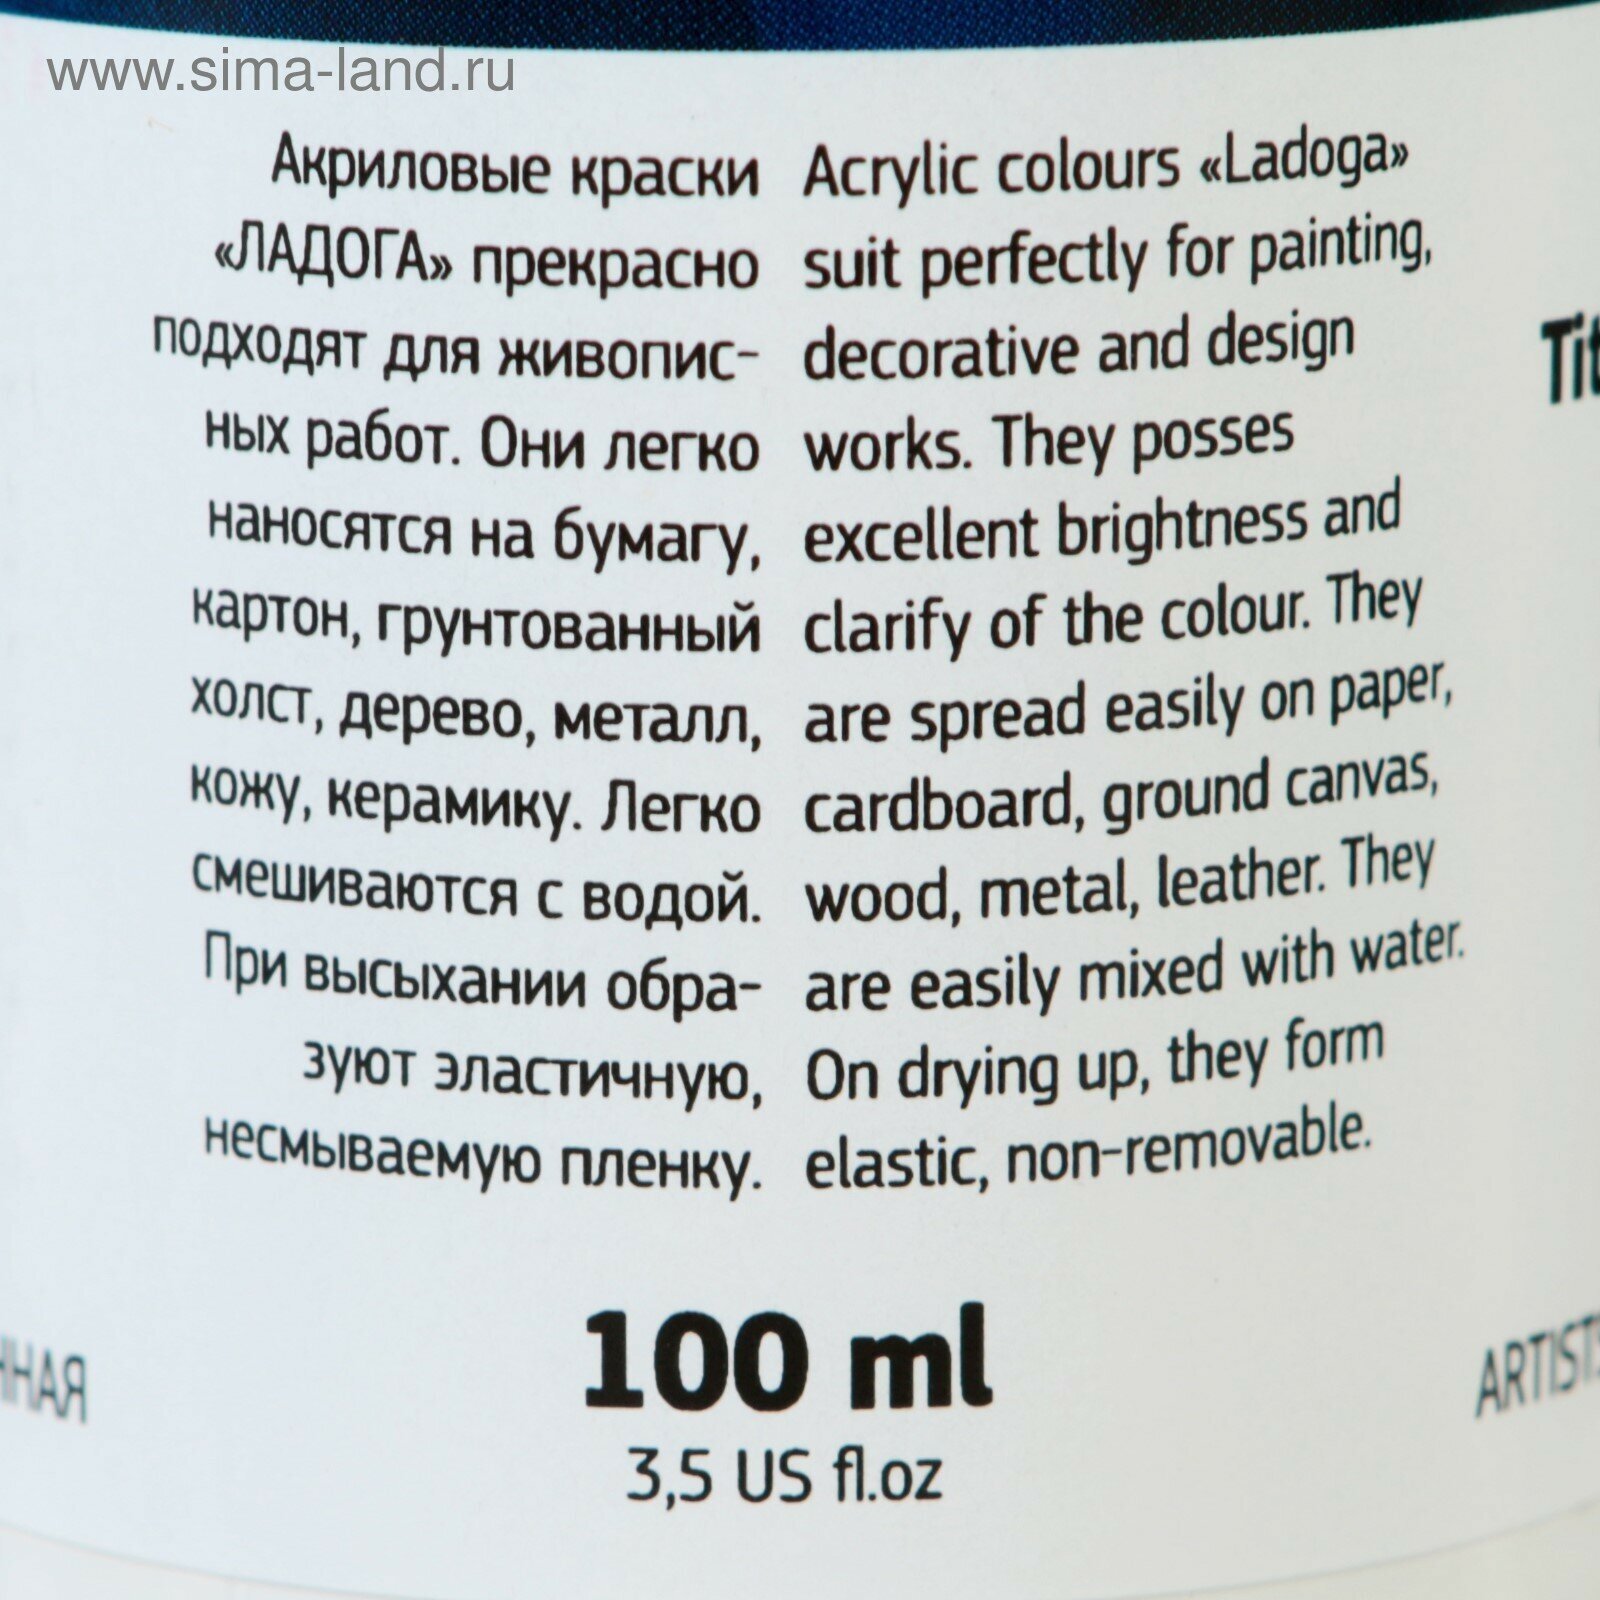 www.sima-land.ru
Акриловые краски
«ЛАДОГА» прекрасно
подходят для живопис-
ных работ. Они легко
наносятся на бумагу,
картон, грунтованный
холст, дерево, металл,
кожу, керамику. Легко
смешиваются с водой.
При высыхании обра-
зуют эластичную,
несмываемую пленку.
Acrylic colours «Ladoga»
suit perfectly for painting,
decorative and design
works. They posses
excellent brightness and
clarify of the colour. They
are spread easily on paper,
cardboard, ground canvas,
wood, metal, leather. They
are easily mixed with water.
On drying up, they form
elastic, non-removable.
100 ml
3,5 US fl.oz